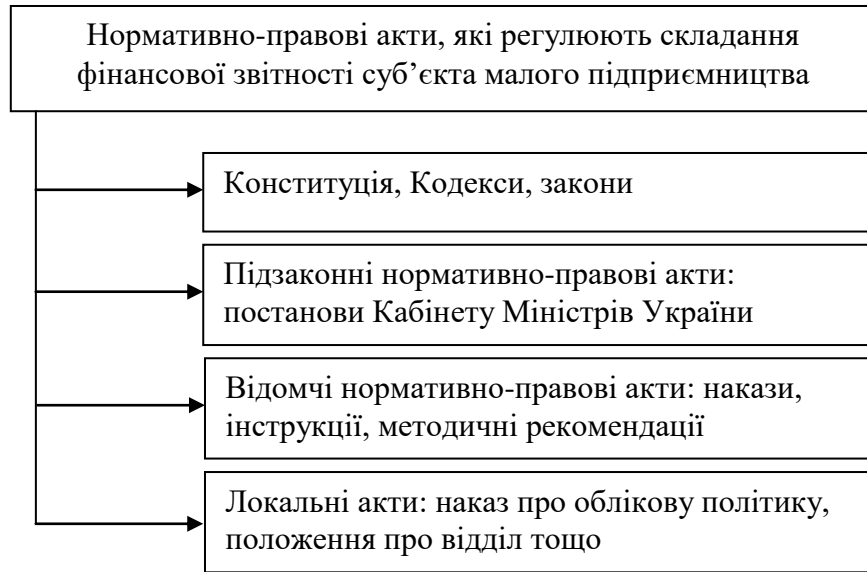 Нормативно-правові акти, які регулюють складання
фінансової звітності суб’єкта малого підприємництва
Конституція, Кодекси, закони
Підзаконні нормативно-правові акти:
постанови Кабінету Міністрів України
Відомчі нормативно-правові акти: накази,
інструкції, методичні рекомендації
Локальні акти: наказ про облікову політику,
положення про відділ тощо